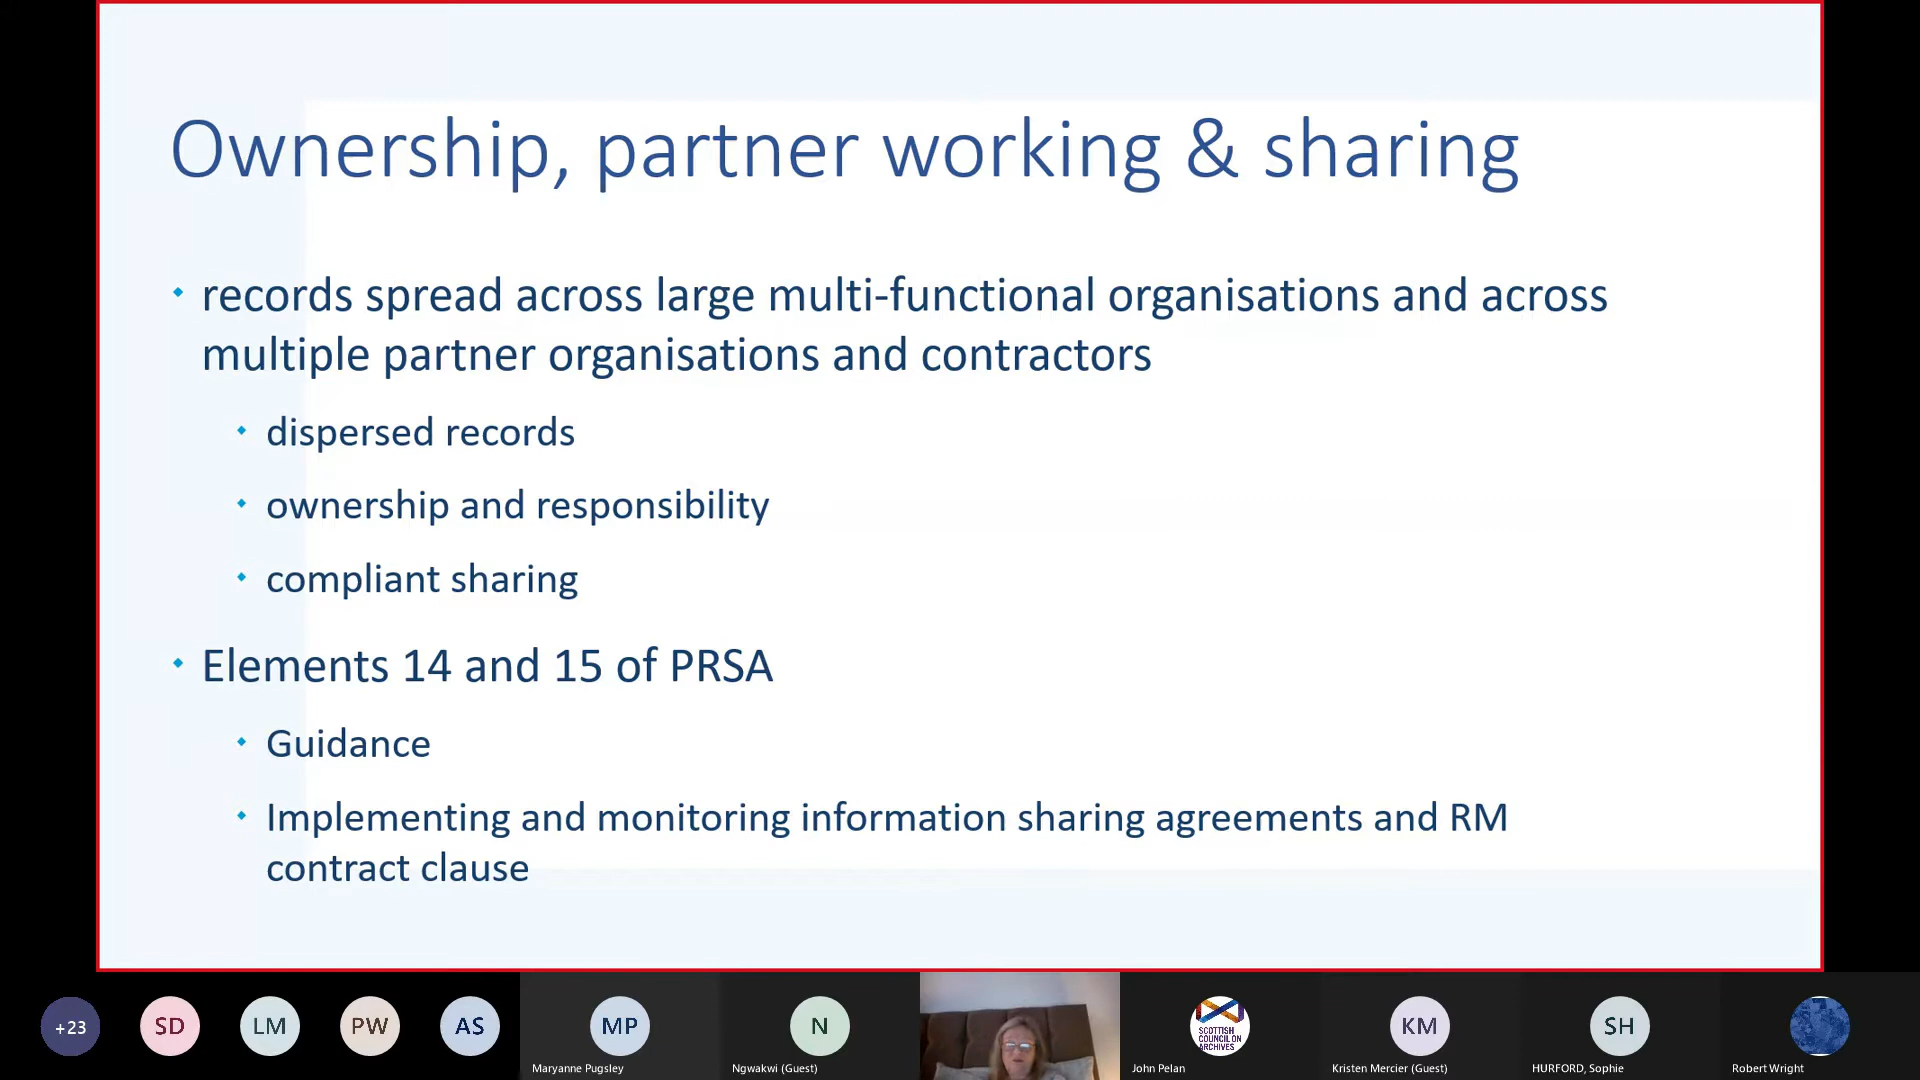 Ownership, partner working & sharing
records spread across large multi-functional organisations and across
multiple partner organisations and contractors
dispersed records
ownership and responsibility
compliant sharing
Elements 14 and 15 of PRSA
Guidance
Implementing and monitoring information sharing agreements and RM
contract clause
+23
SD
LM
PW
AS
MP
N
SCOTTISH
COUNCIL ON
ARCHIVES
KM
SH
Maryanne Pugsley
Ngwakwi (Guest)
John Pelan
Kristen Mercier (Guest)
HURFORD, Sophie
Robert Wright